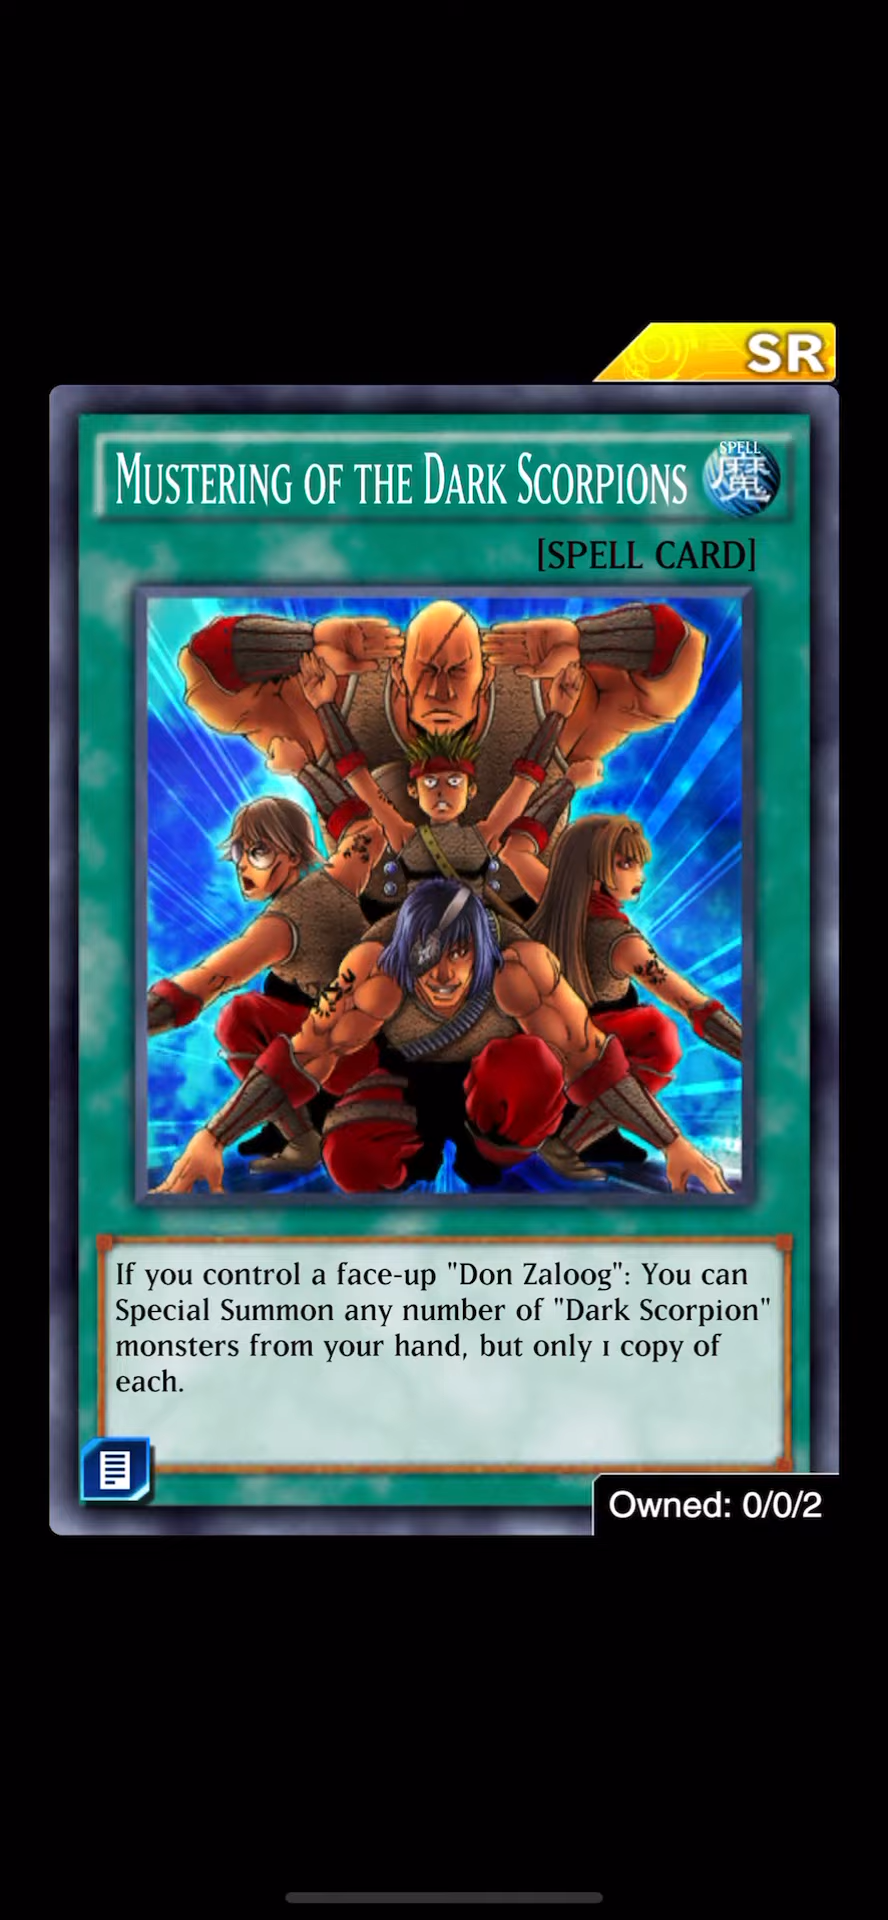 SR
MUSTERING OF THE DARK SCORPIONS
SPELL
魔
[SPELL CARD]
If you control a face-up "Don Zaloog": You can
Special Summon any number of "Dark Scorpion"
monsters from your hand, but only 1 copy of
each.
Owned: 0/0/2